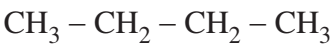 CH₃ – CH₂ – CH₂ – CH₃